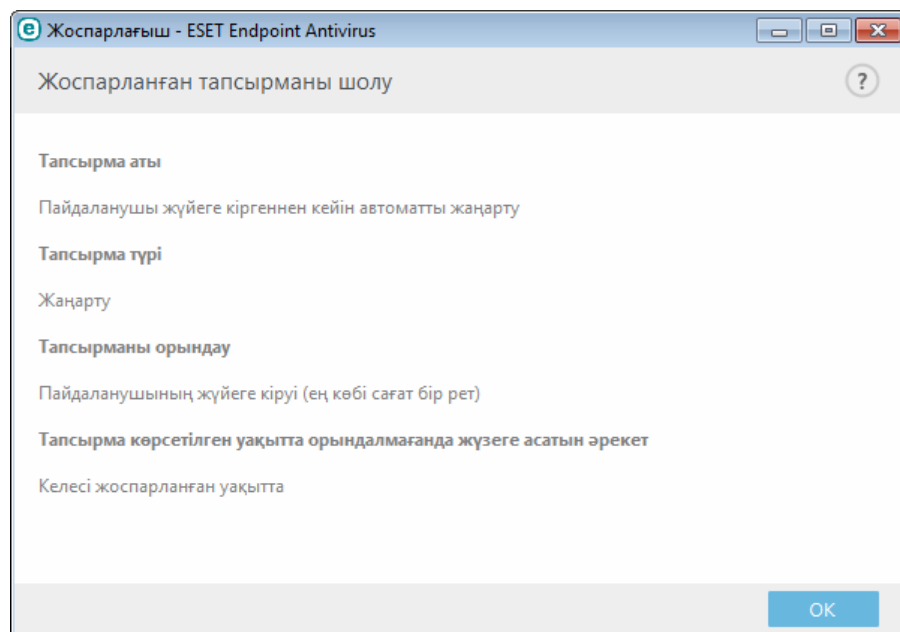 Жоспарлағыш - ESET Endpoint Antivirus
Жоспарланған тапсырманы шолу
?
Тапсырма аты
Пайдаланушы жүйеге кіргеннен кейін автоматты жаңарту
Тапсырма түрі
Жаңарту
Тапсырманы орындау
Пайдаланушының жүйеге кіруі (ең көбі сағат бір рет)
Тапсырма көрсетілген уақытта орындалмағанда жүзеге асатын әрекет
Келесі жоспарланған уақытта
OK